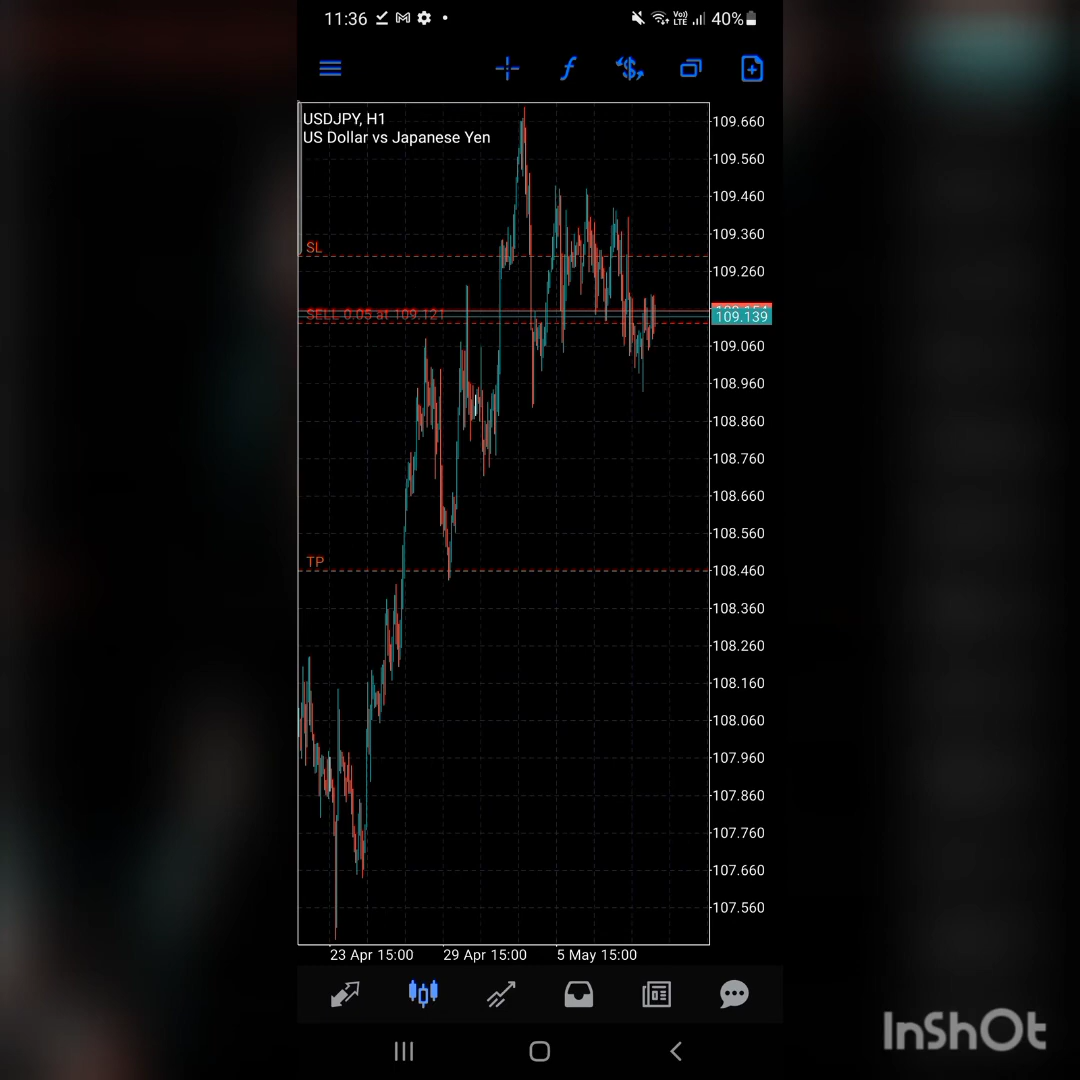 11:36
Vo)) LTE 40%
USDJPY, H1
US Dollar vs Japanese Yen
SL
SELL 0.05 at 109.121
TP
109.660
109.560
109.460
109.360
109.260
109.139
109.060
108.960
108.860
108.760
108.660
108.560
108.460
108.360
108.260
108.160
108.060
107.960
107.860
107.760
107.660
107.560
23 Apr 15:00 29 Apr 15:00 5 May 15:00
InShOt